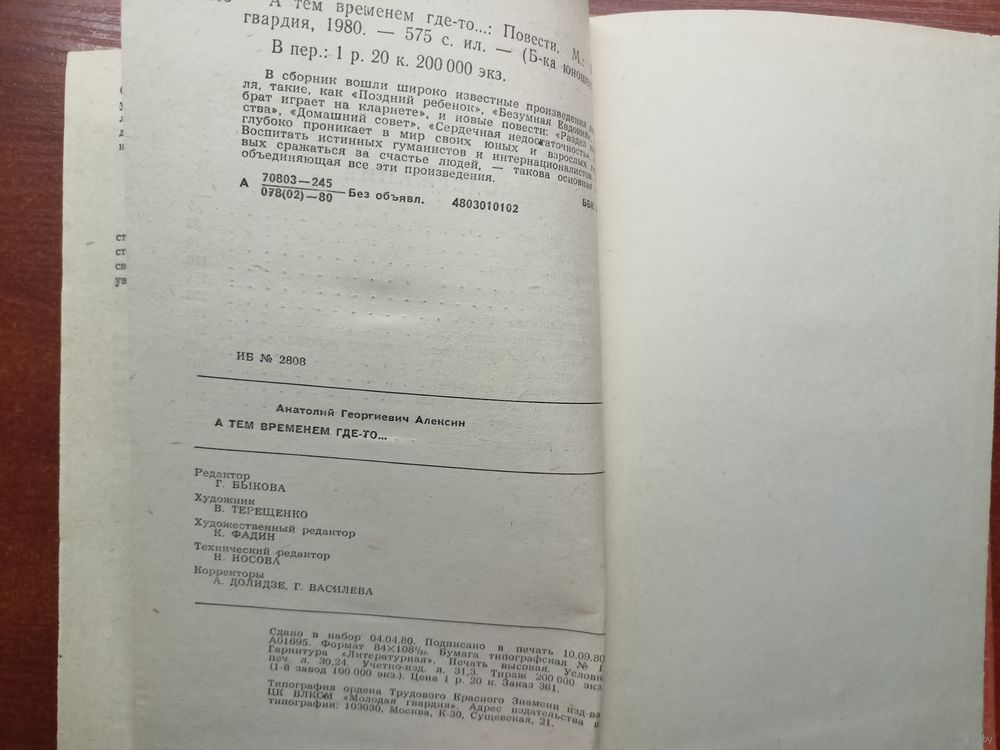 А тем временем где-то...: Повести. М.:
гвардия, 1980. — 575 с. ил. — (Б-ка юношес
В пер.: 1 р. 20 к. 200 000 экз.
В сборник вошли широко известные произведения
ля, такие, как «Поздний ребенок», «Безумная Евдокия»,
брат играет на кларнете», и новые повести: «Раздел
ства», «Домашний совет», «Сердечная недостаточность».
глубоко проникает в мир своих юных и взрослых
Воспитать истинных гуманистов и интернационалистов,
вых сражаться за счастье людей, — такова основная
объединяющая все эти произведения.
А 70803—245
078(02)—80 Без объявл. 4803010102 ББК
ст
ст
св
ув
ИБ № 2808
Анатолий Георгиевич Алексин
А ТЕМ ВРЕМЕНЕМ ГДЕ-ТО...
Редактор
Г. БЫКОВА
Художник
В. ТЕРЕЩЕНКО
Художественный редактор
К. ФАДИН
Технический редактор
Н. НОСОВА
Корректоры
А. ДОЛИДЗЕ, Г. ВАСИЛЕВА
Сдано в набор 04.04.80. Подписано в печать 10.09.80
А01695. Формат 84×108¹/₃₂. Бумага типографская № 1
Гарнитура «Литературная». Печать высокая. Условн
печ. л. 30,24. Учетно-изд. л. 31,3. Тираж 200 000 экз
(1-й завод 100 000 экз.). Цена 1 р. 20 к. Заказ 361.
Типография ордена Трудового Красного Знамени изд-ва
ЦК ВЛКСМ «Молодая гвардия». Адрес издательства и
типографии: 103030, Москва, К-30, Сущевская, 21.